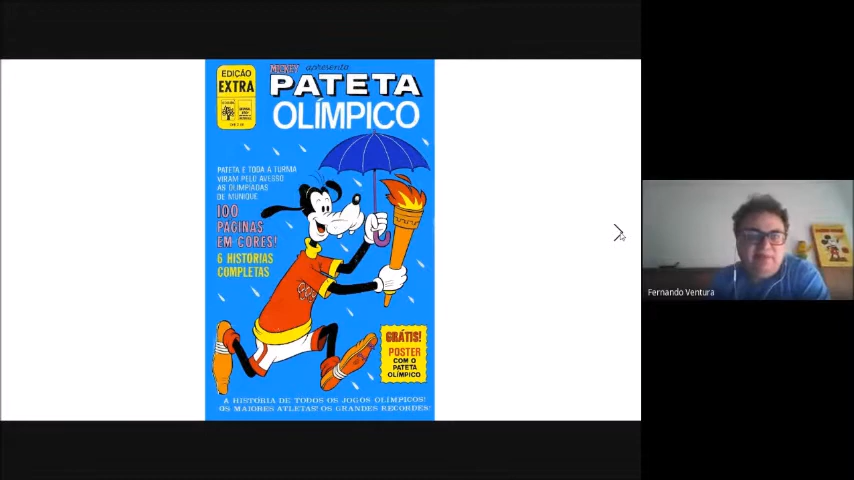 EDIÇÃO
EXTRA
MICKEY apresenta
PATETA
OLÍMPICO
PATETA E TODA A TURMA
VIRAM PELO AVESSO
AS OLIMPÍADAS
DE MUNIQUE
100
PÁGINAS
EM CORES!
6 HISTÓRIAS
COMPLETAS
GRÁTIS!
POSTER
COM O
PATETA
OLÍMPICO
A HISTÓRIA DE TODOS OS JOGOS OLÍMPICOS!
OS MAIORES ATLETAS! OS GRANDES RECORDES!
Fernando Ventura